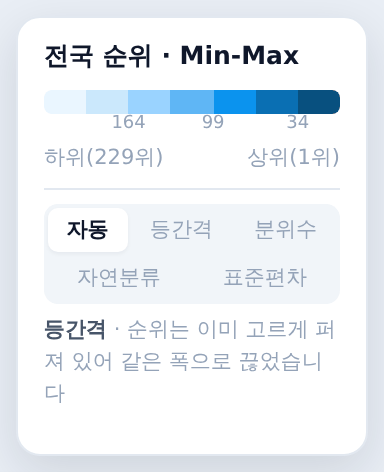 전국 순위 · Min-Max
164 99 34
하위(229위) 상위(1위)
자동 등간격 분위수
자연분류 표준편차
등간격 · 순위는 이미 고르게 퍼
져 있어 같은 폭으로 끊었습니
다